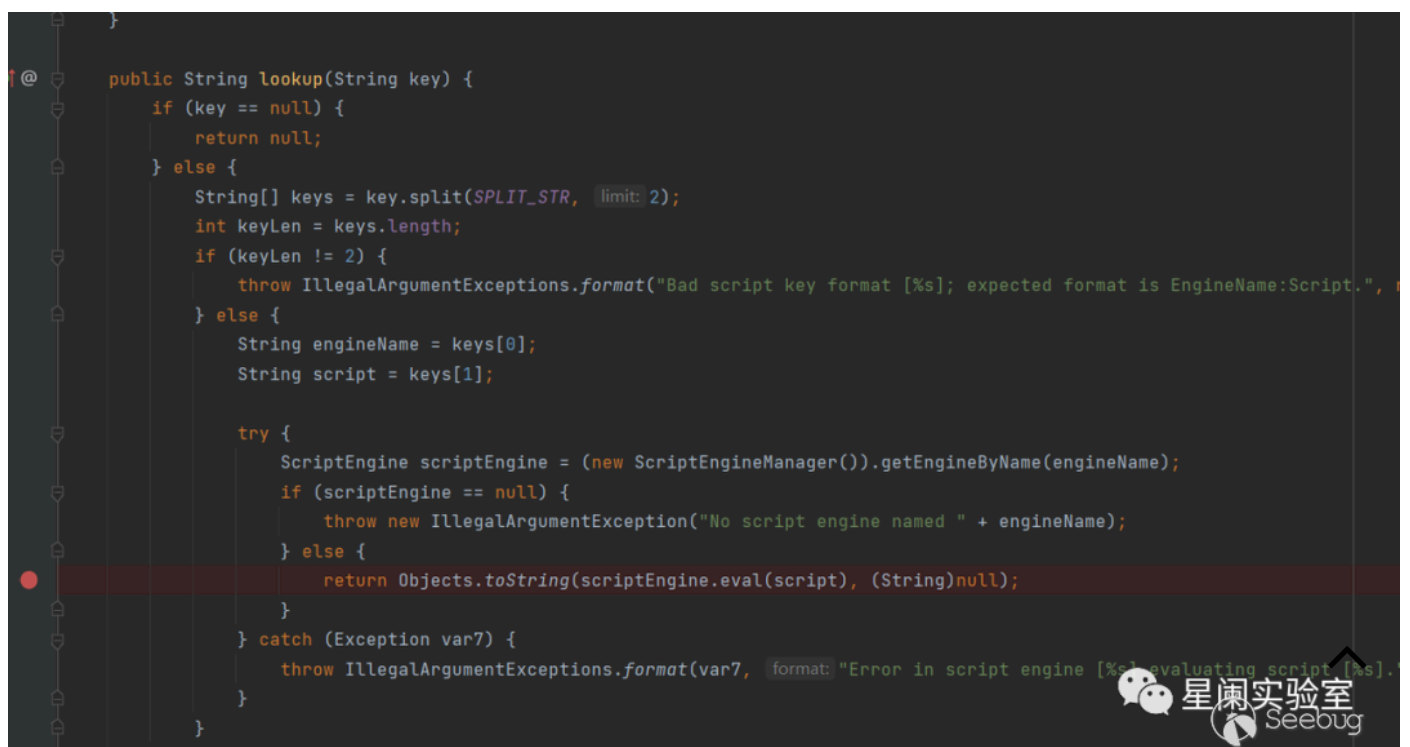 }
@
public String lookup(String key) {
if (key == null) {
return null;
} else {
String[] keys = key.split(SPLIT_STR, limit: 2);
int keyLen = keys.length;
if (keyLen != 2) {
throw IllegalArgumentExceptions.format("Bad script key format [%s]; expected format is EngineName:Script.",
} else {
String engineName = keys[0];
String script = keys[1];
try {
ScriptEngine scriptEngine = (new ScriptEngineManager()).getEngineByName(engineName);
if (scriptEngine == null) {
throw new IllegalArgumentException("No script engine named " + engineName);
} else {
return Objects.toString(scriptEngine.eval(script), (String)null);
}
} catch (Exception var7) {
throw IllegalArgumentExceptions.format(var7, format: "Error in script engine [%s] evaluating script [%s]."
}
}
星阑实验室
Seebug